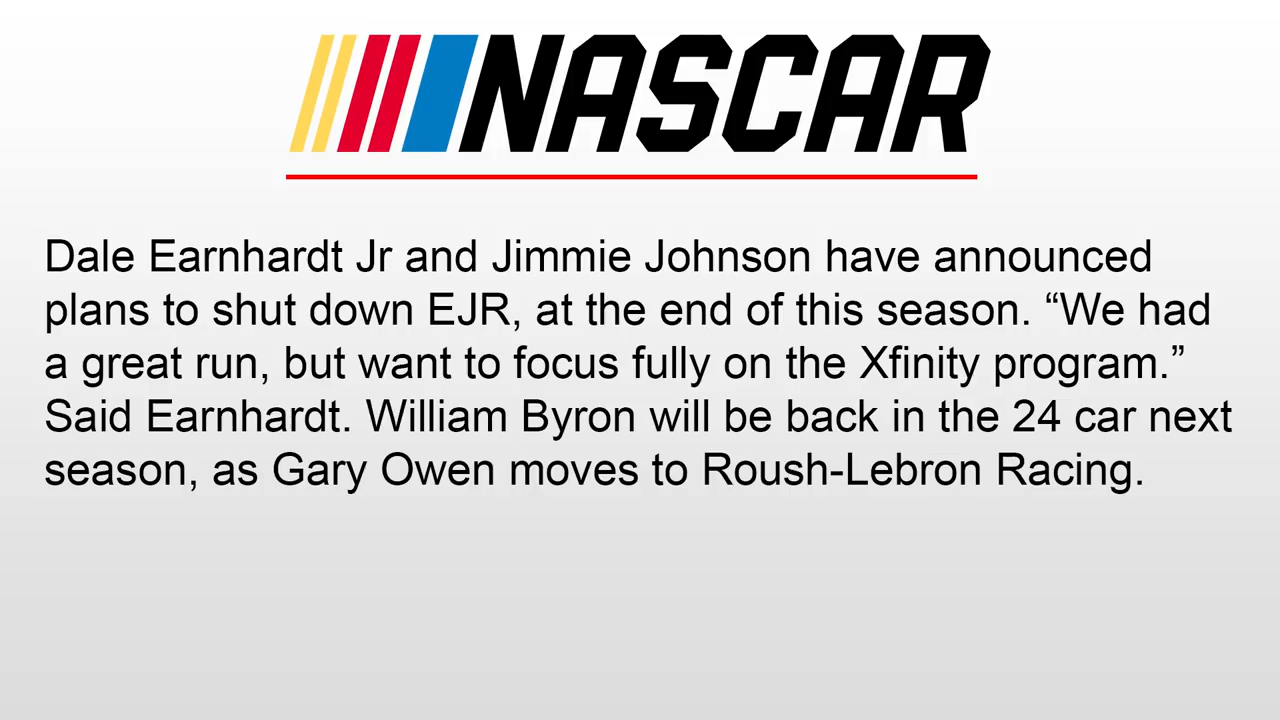 NASCAR
Dale Earnhardt Jr and Jimmie Johnson have announced
plans to shut down EJR, at the end of this season. “We had
a great run, but want to focus fully on the Xfinity program.”
Said Earnhardt. William Byron will be back in the 24 car next
season, as Gary Owen moves to Roush-Lebron Racing.